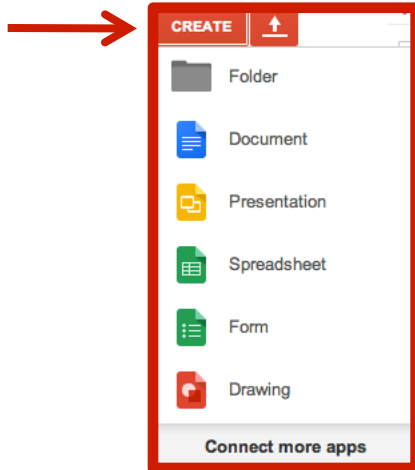 CREATE
Folder
Document
Presentation
Spreadsheet
Form
Drawing
Connect more apps